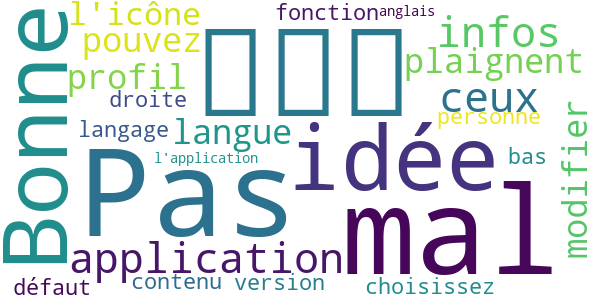 l'icône
fonction
anglais
Bonne
pouvez
infos
profil
plaignent
droite
ceux
personne
langage
langue
idée
modifier
Pas
l'application
bas
mal
application
défaut
contenu
version
choisissez